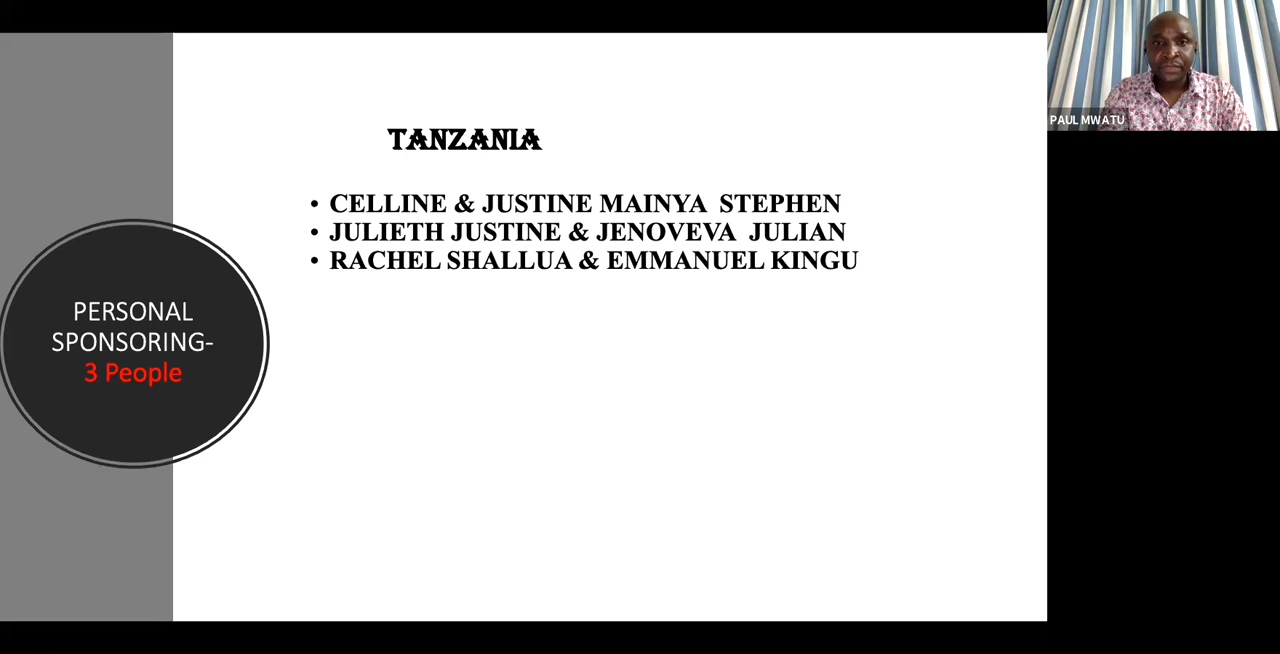 TANZANIA
• CELLINE & JUSTINE MAINYA STEPHEN
• JULIETH JUSTINE & JENOVEVA JULIAN
• RACHEL SHALLUA & EMMANUEL KINGU
PERSONAL
SPONSORING-
3 People
PAUL MWATU